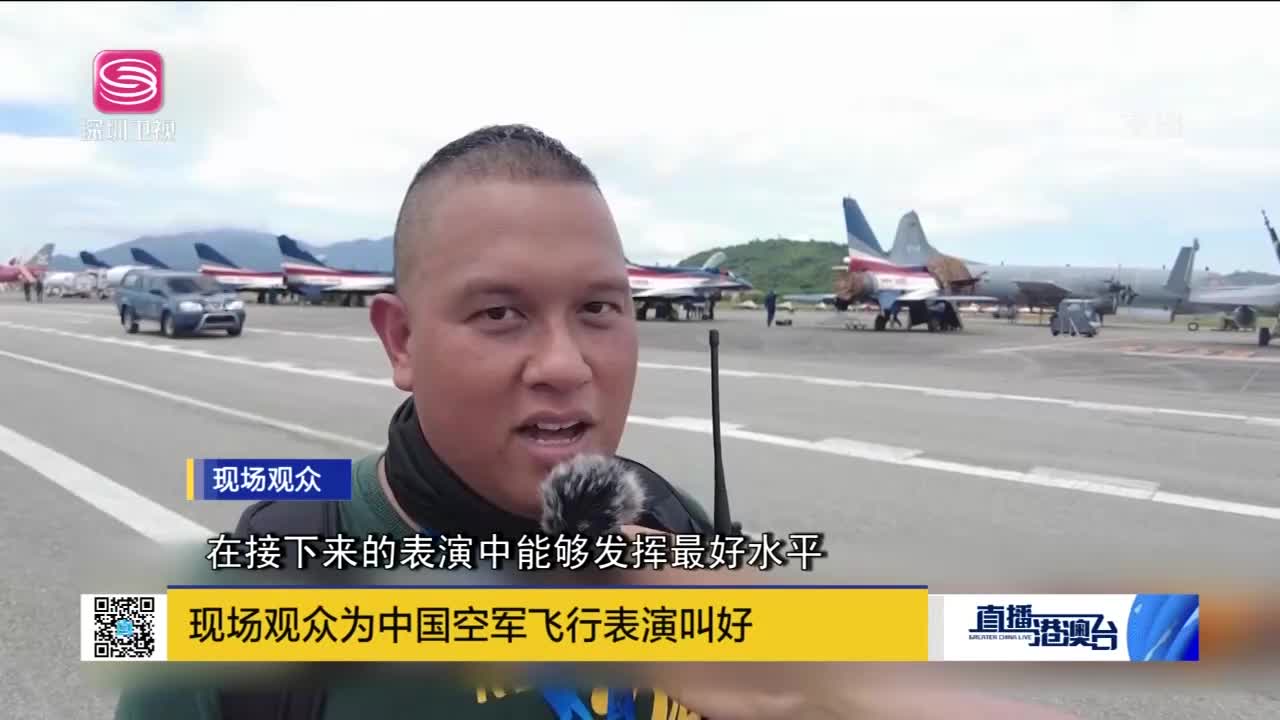 深圳卫视
现场观众
在接下来的表演中能够发挥最好水平
现场观众为中国空军飞行表演叫好
直播港澳台
GREATER CHINA LIVE